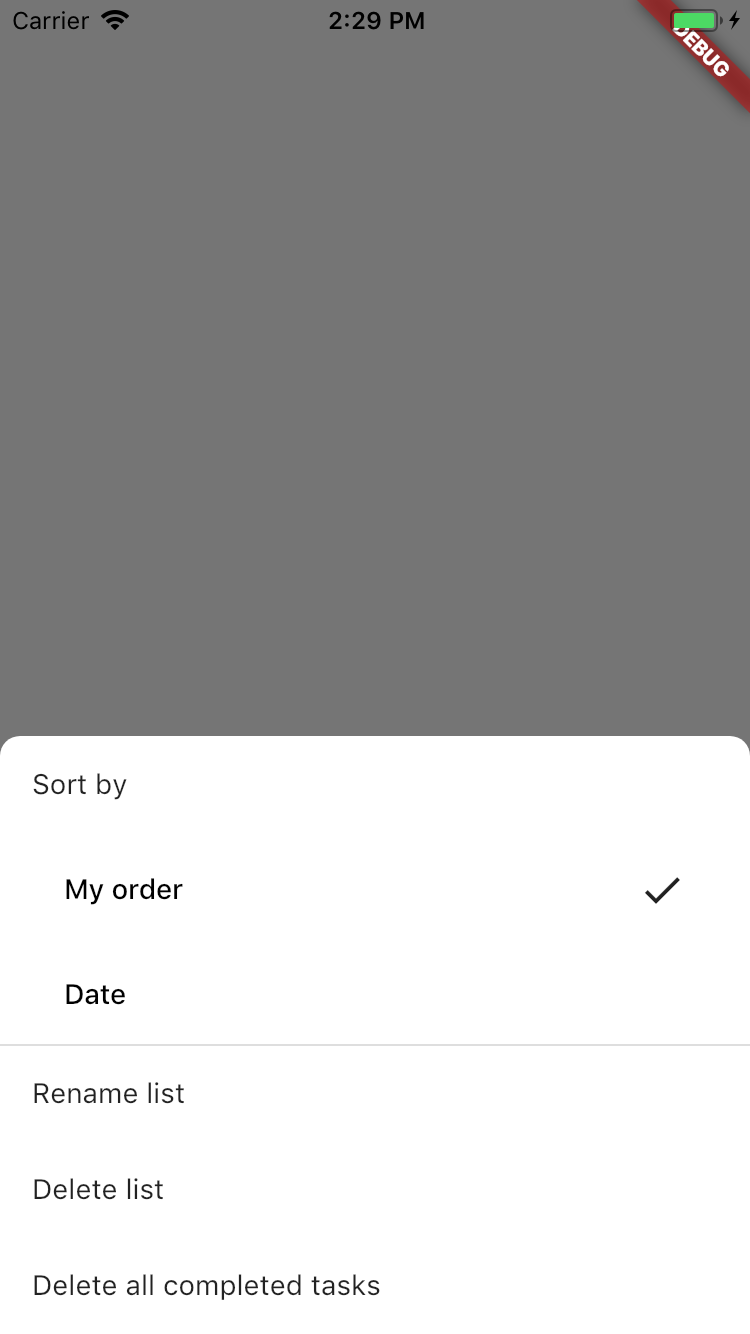 Carrier 2:29 PM
DEBUG
Sort by
My order
Date
Rename list
Delete list
Delete all completed tasks